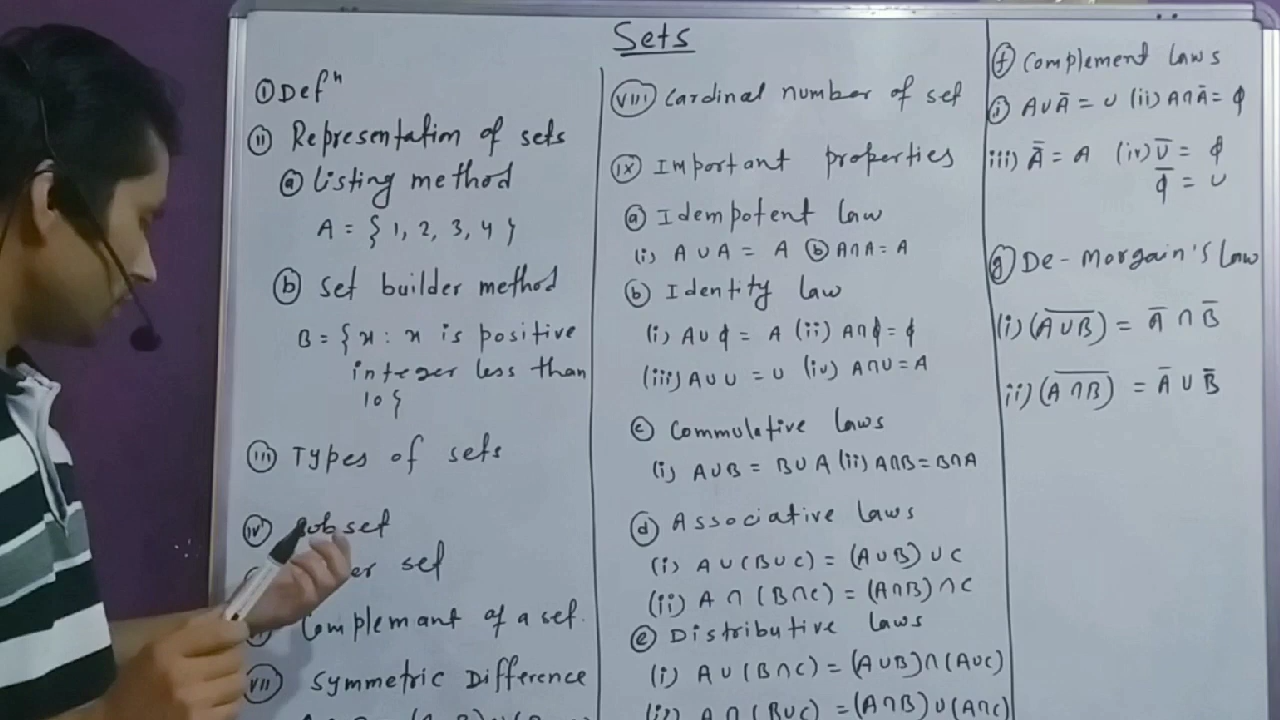 Sets
① Defⁿ
ⓘⓘ Representation of sets
ⓐ Listing method
A = { 1, 2, 3, 4 }
ⓑ Set builder method
B = { x : x is positive
integer less than
10 }
ⓘⓘⓘ Types of sets
(iv) Subset
set
Complemant of a set.
(vii) Symmetric Difference
(viii) Cardinal number of set
(ix) Important properties
ⓐ Idempotent Law
(i) A ∪ A = A ⓑ A∩A = A
ⓑ Identity Law
(i) A ∪ ϕ = A (ii) A∩ϕ = ϕ
(iii) A ∪ U = U (iv) A∩U = A
ⓒ Commulative Laws
(i) A∪B = B∪A (ii) A∩B = B∩A
ⓓ Associative Laws
(i) A∪(B∪C) = (A∪B)∪C
(ii) A∩(B∩C) = (A∩B)∩C
ⓔ Distributive Laws
(i) A∪(B∩C) = (A∪B)∩(A∪C)
(ii) A∩(B∪C) = (A∩B)∪(A∩C)
ⓕ Complement Laws
(i) A∪A̅ = U (ii) A∩A̅ = ϕ
iii) A̅ = A (iv) U̅ = ϕ
ϕ̅ = U
ⓖ De-Morgain's Law
(i) (A̅∪̅B̅) = A̅ ∩ B̅
ii) (A̅∩̅B̅) = A̅ ∪ B̅